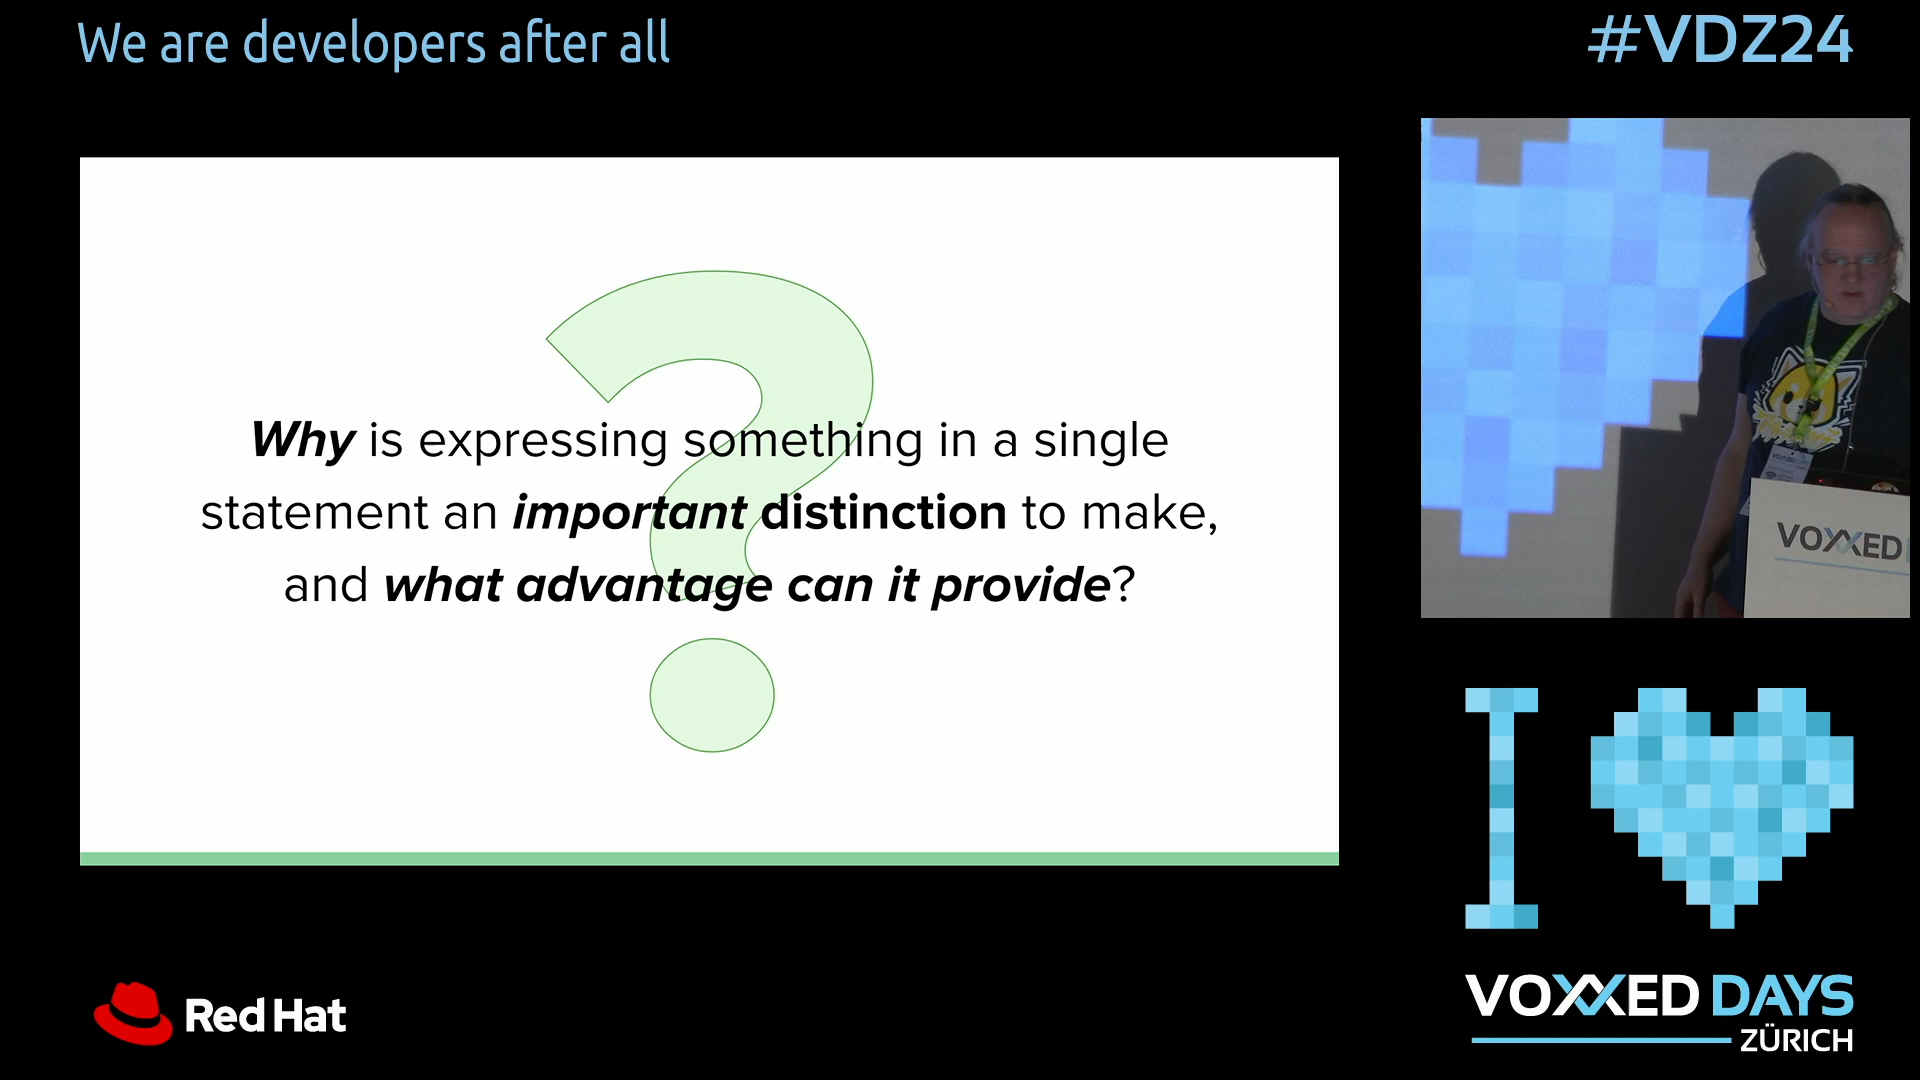 We are developers after all
#VDZ24
Why is expressing something in a single
statement an important distinction to make,
and what advantage can it provide?
VOXXED
I
Red Hat
VOXXED DAYS
ZÜRICH